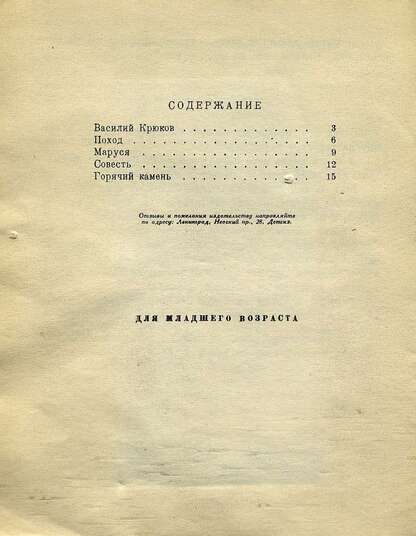 СОДЕРЖАНИЕ
Василий Крюков . . . . . . . . . . . . . 3
Поход . . . . . . . . . . . . . . . . . . 6
Маруся . . . . . . . . . . . . . . . . . 9
Совесть . . . . . . . . . . . . . . . . . 12
Горячий камень . . . . . . . . . . . . . 15
Отзывы и пожелания издательству направляйте
по адресу: Ленинград, Невский пр., 28. Детгиз.
ДЛЯ МЛАДШЕГО ВОЗРАСТА